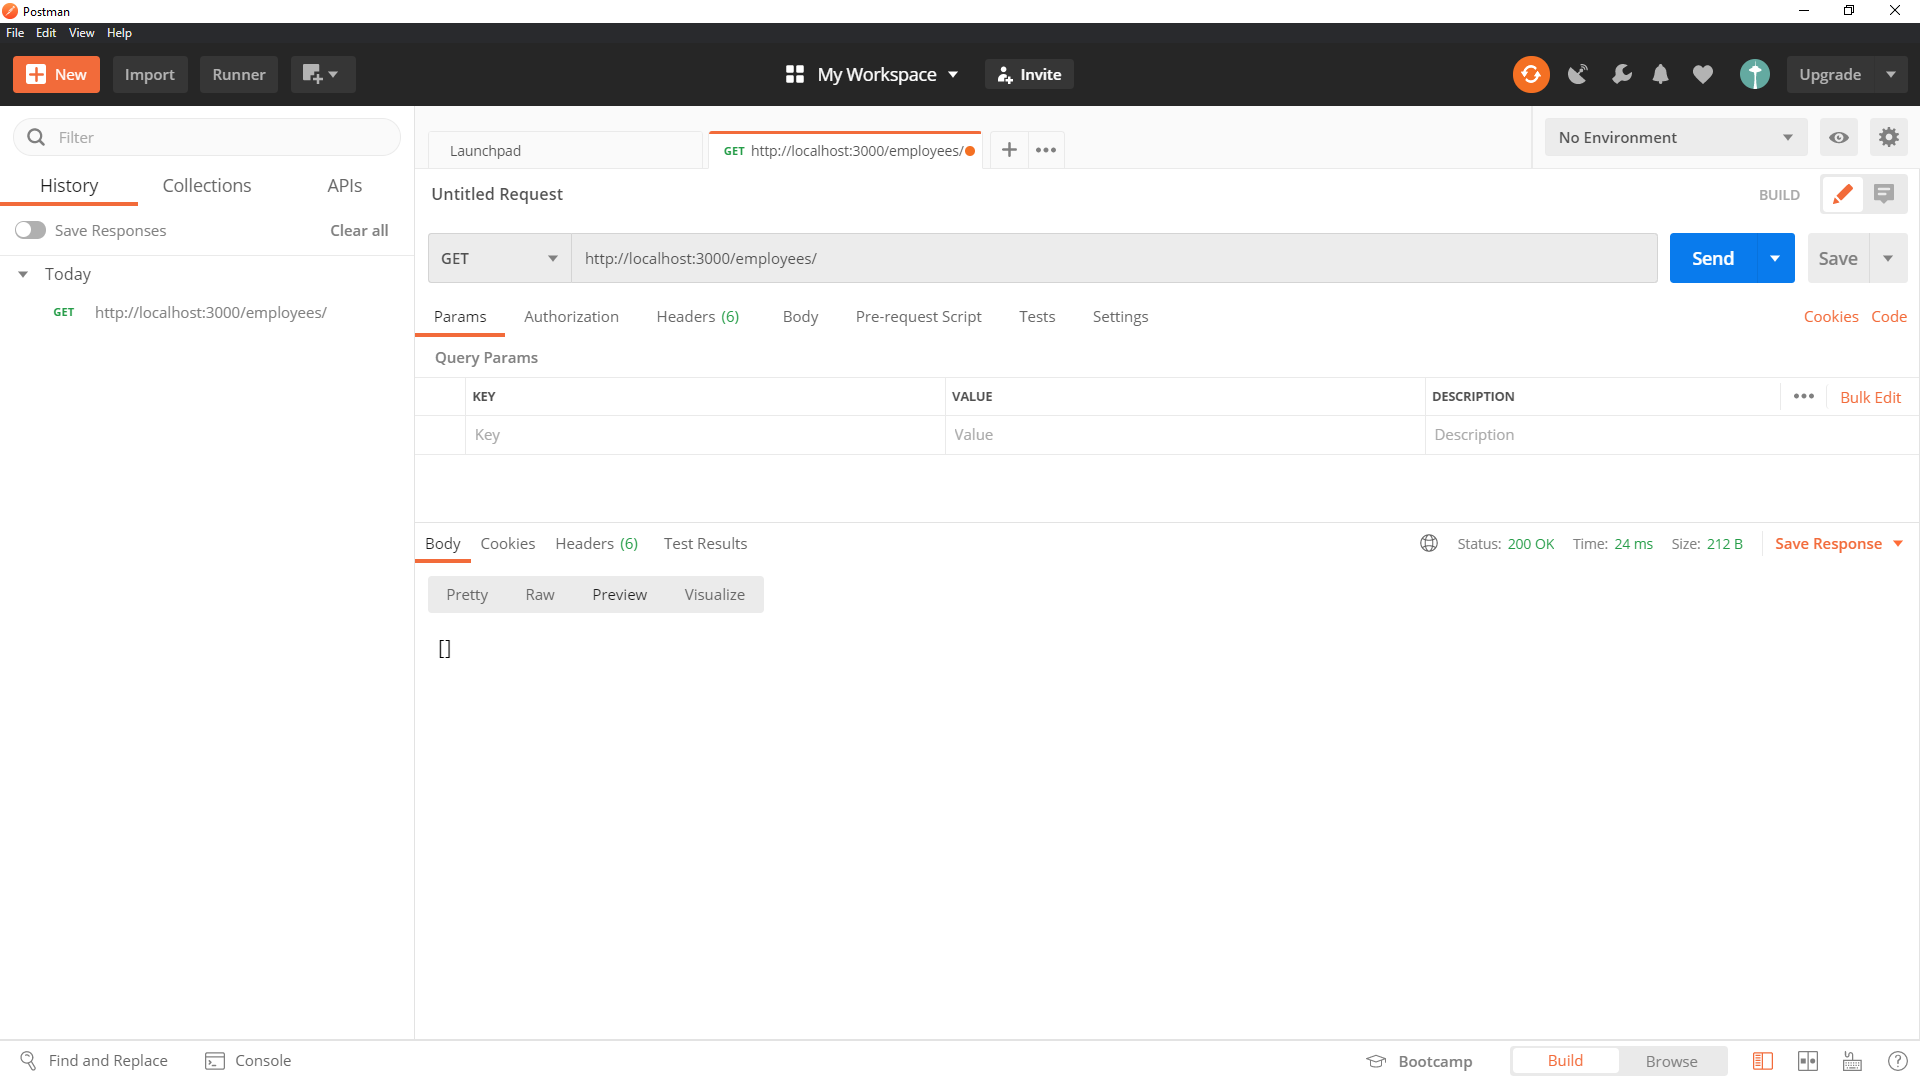 Postman
File Edit View Help
New Import Runner My Workspace Invite Upgrade
Filter
History Collections APIs
Save Responses Clear all
Today
GET http://localhost:3000/employees/
Launchpad GET http://localhost:3000/employees/ No Environment
Untitled Request BUILD
GET http://localhost:3000/employees/ Send Save
Params Authorization Headers (6) Body Pre-request Script Tests Settings Cookies Code
Query Params
KEY VALUE DESCRIPTION Bulk Edit
Key Value Description
Body Cookies Headers (6) Test Results Status: 200 OK Time: 24 ms Size: 212 B Save Response
Pretty Raw Preview Visualize
[]
Find and Replace Console Bootcamp Build Browse